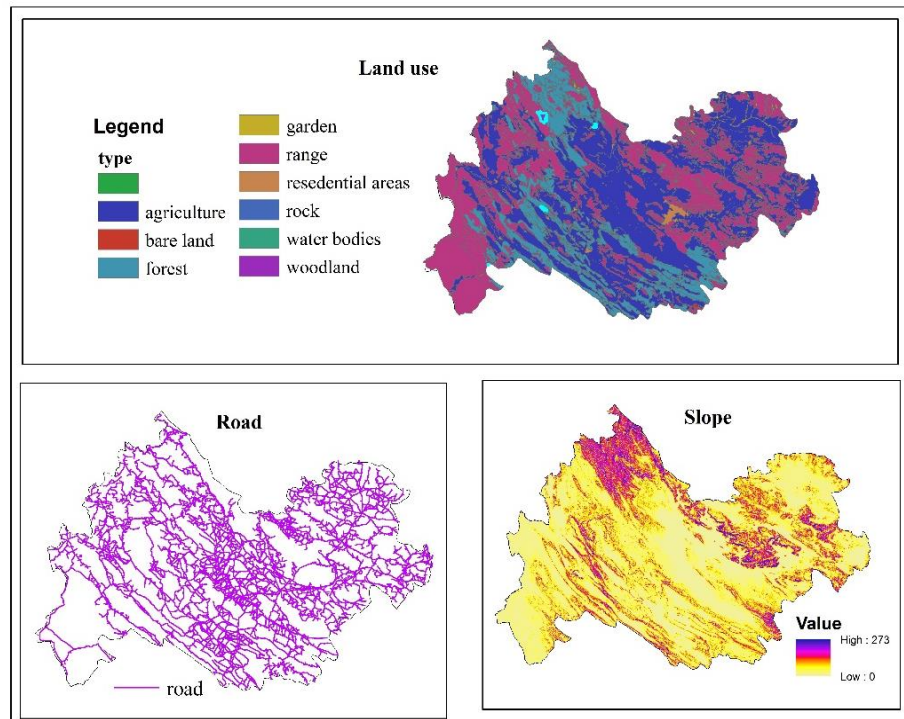 Land use
Legend
type
agriculture
bare land
forest
garden
range
resedential areas
rock
water bodies
woodland
Road
road
Slope
Value
High : 273
Low : 0